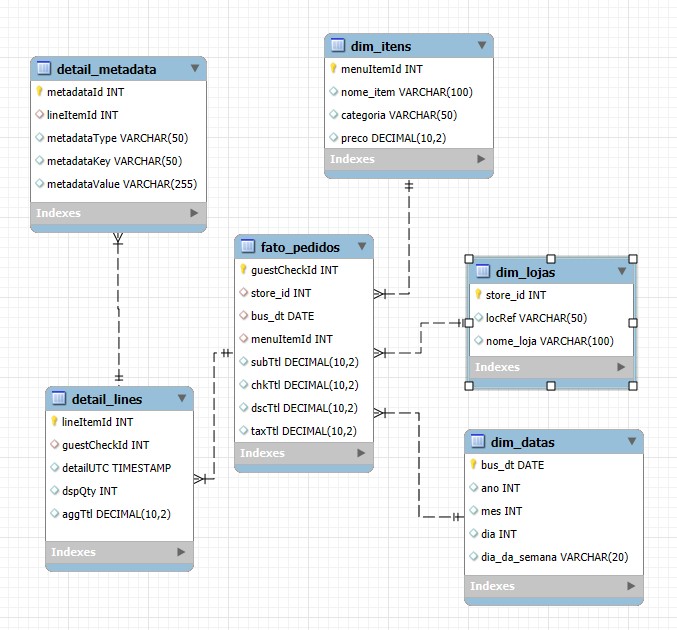 detail_metadata
metadataId INT
lineItemId INT
metadataType VARCHAR(50)
metadataKey VARCHAR(50)
metadataValue VARCHAR(255)
Indexes
dim_itens
menuItemId INT
nome_item VARCHAR(100)
categoria VARCHAR(50)
preco DECIMAL(10,2)
Indexes
fato_pedidos
guestCheckId INT
store_id INT
bus_dt DATE
menuItemId INT
subTtl DECIMAL(10,2)
chkTtl DECIMAL(10,2)
dscTtl DECIMAL(10,2)
taxTtl DECIMAL(10,2)
Indexes
dim_lojas
store_id INT
locRef VARCHAR(50)
nome_loja VARCHAR(100)
Indexes
detail_lines
lineItemId INT
guestCheckId INT
detailUTC TIMESTAMP
dspQty INT
aggTtl DECIMAL(10,2)
Indexes
dim_datas
bus_dt DATE
ano INT
mes INT
dia INT
dia_da_semana VARCHAR(20)
Indexes